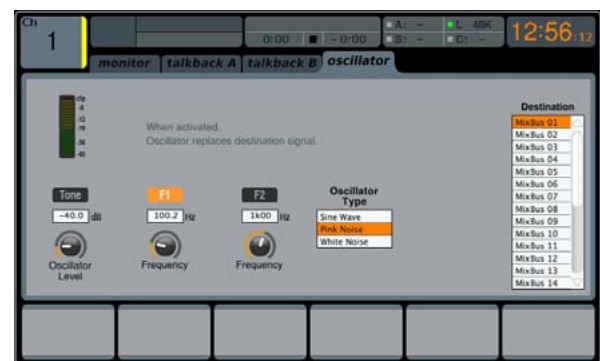 Ch
1
0:00 - 0:00
A: - L 48K
B: - C: -
12:56:12
monitor talkback A talkback B oscillator
clip
When activated,
Oscillator replaces destination signal.
Destination
MixBus 01
MixBus 02
MixBus 03
MixBus 04
MixBus 05
MixBus 06
MixBus 07
MixBus 08
MixBus 09
MixBus 10
MixBus 11
MixBus 12
MixBus 13
MixBus 14
Tone F1 F2
-40.0 dB 100.2 Hz 1k00 Hz
Oscillator
Level
Frequency Frequency
Oscillator
Type
Sine Wave
Pink Noise
White Noise